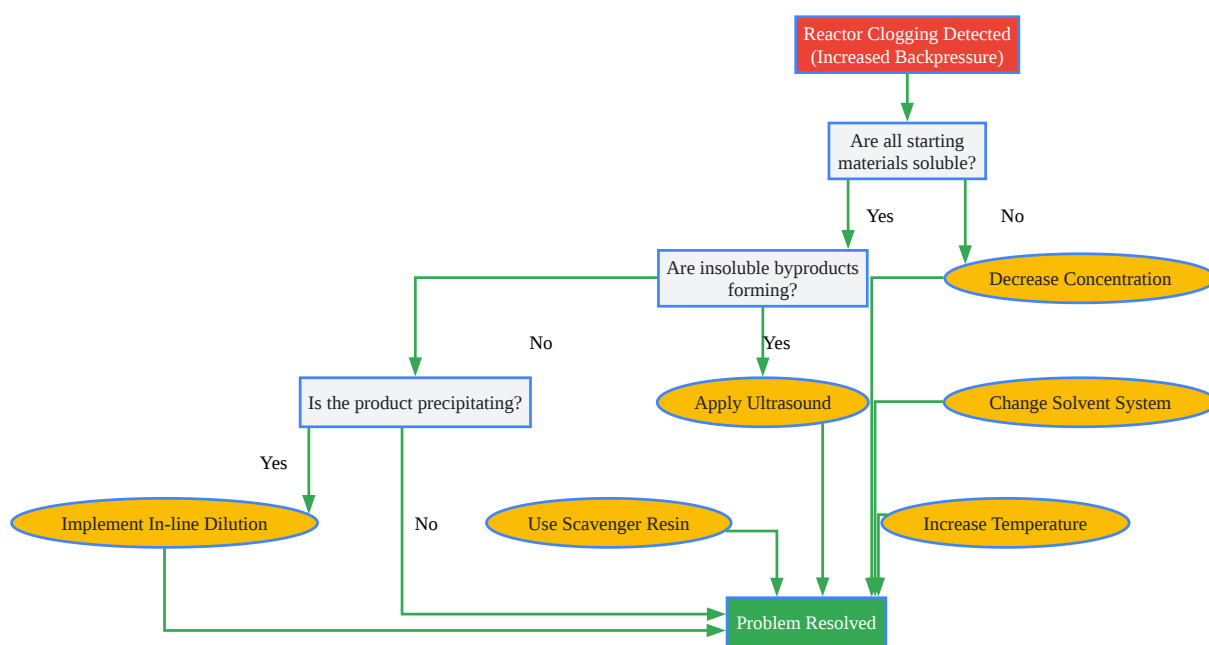 Reactor Clogging Detected
(Increased Backpressure)
Are all starting
materials soluble?
Yes
No
Are insoluble byproducts
forming?
Decrease Concentration
No
Yes
Is the product precipitating?
Apply Ultrasound
Change Solvent System
Yes
Implement In-line Dilution
No
Use Scavenger Resin
Increase Temperature
Problem Resolved